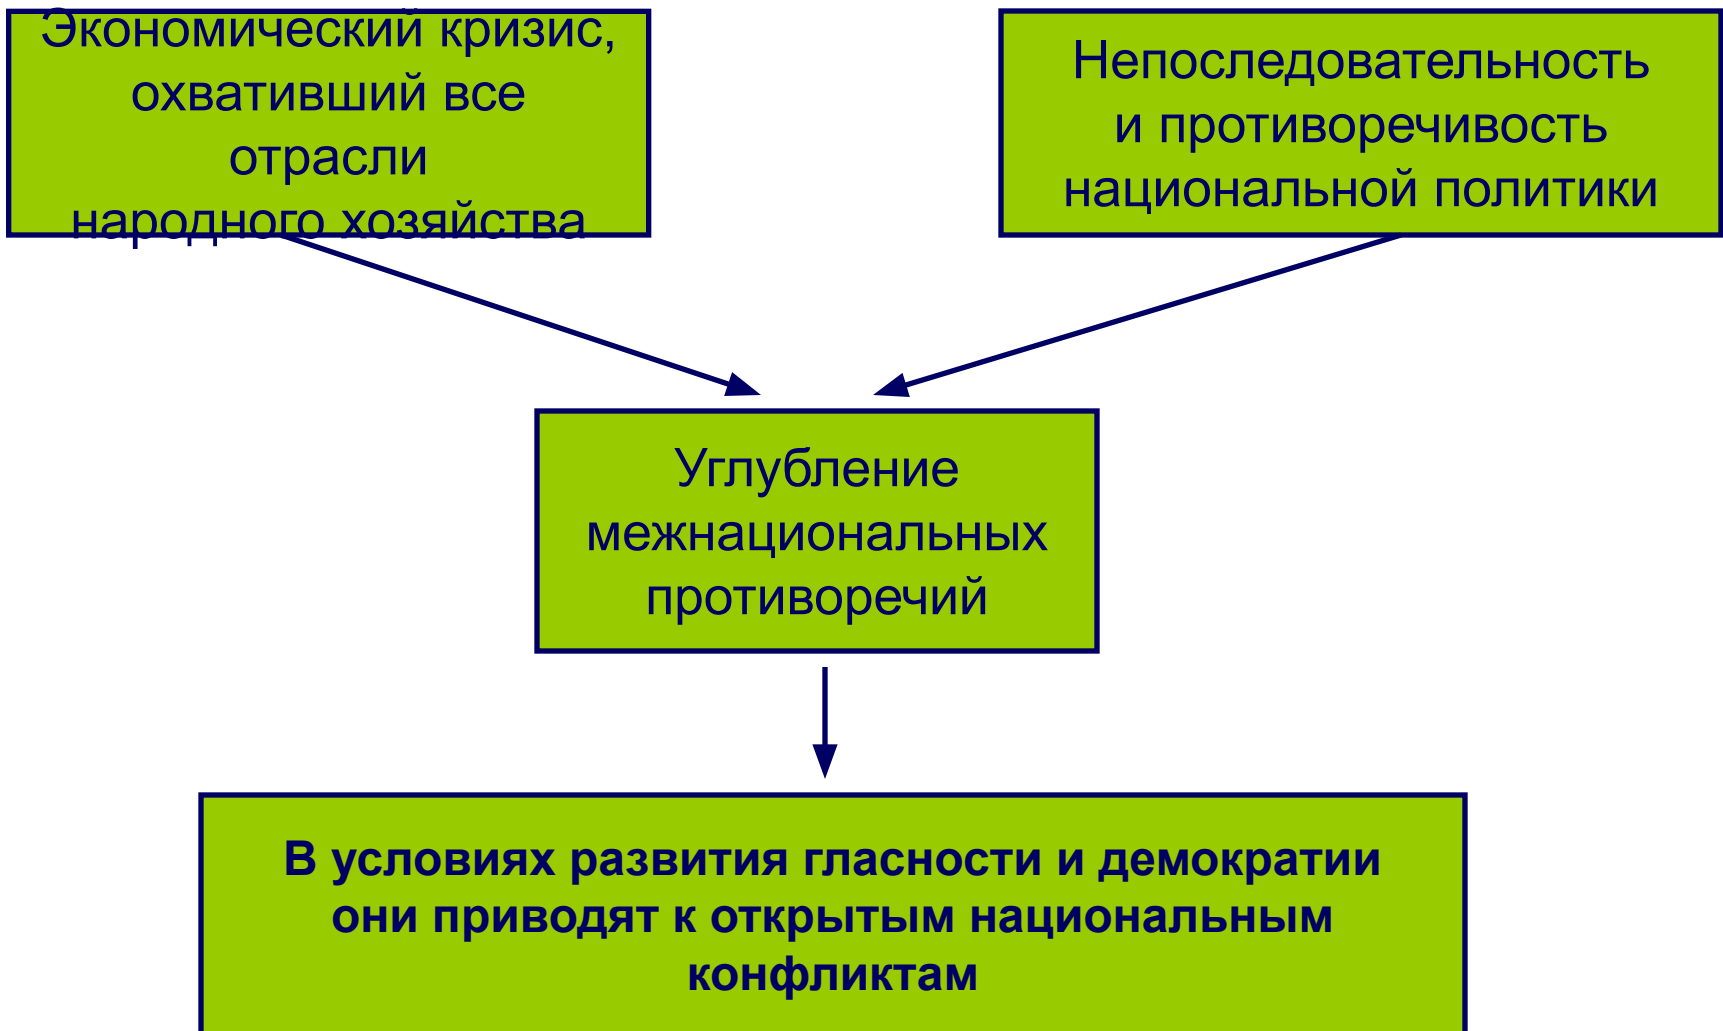 Экономический кризис,
охвативший все
отрасли
народного хозяйства
Непоследовательность
и противоречивость
национальной политики
Углубление
межнациональных
противоречий
В условиях развития гласности и демократии
они приводят к открытым национальным
конфликтам